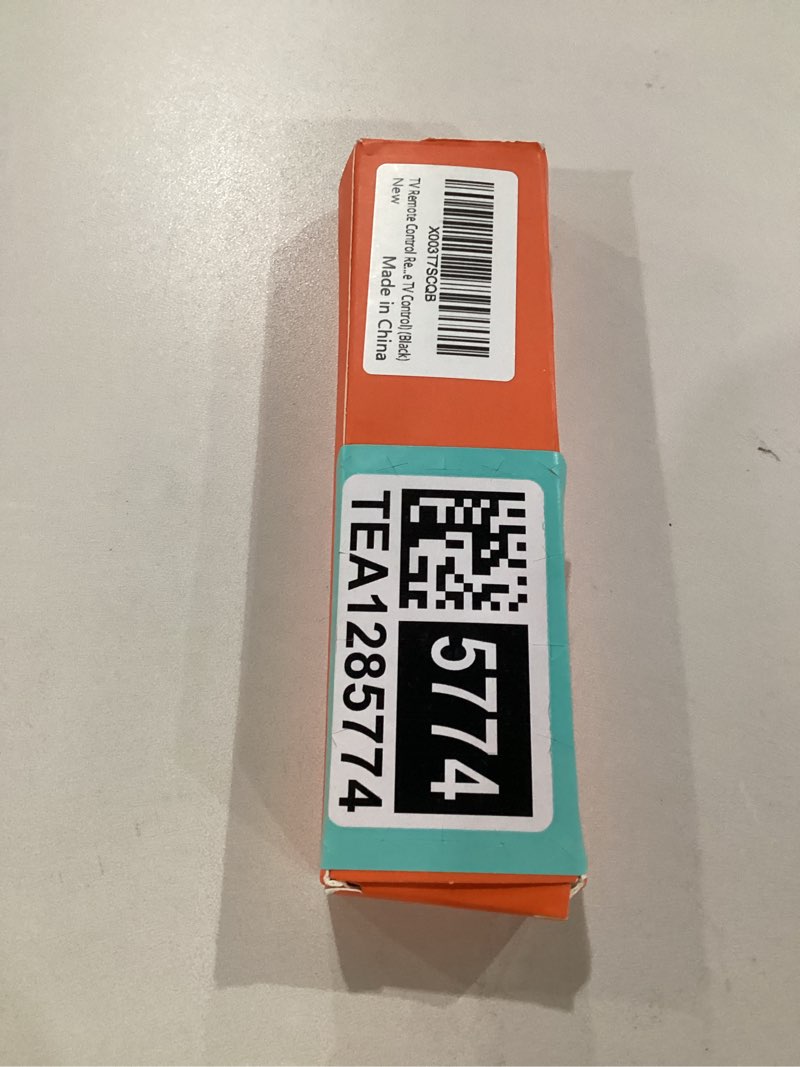 X003T7SCQB
TV Remote Control Re...e TV Control) (Black)
New
Made in China
5774
TEA1285774